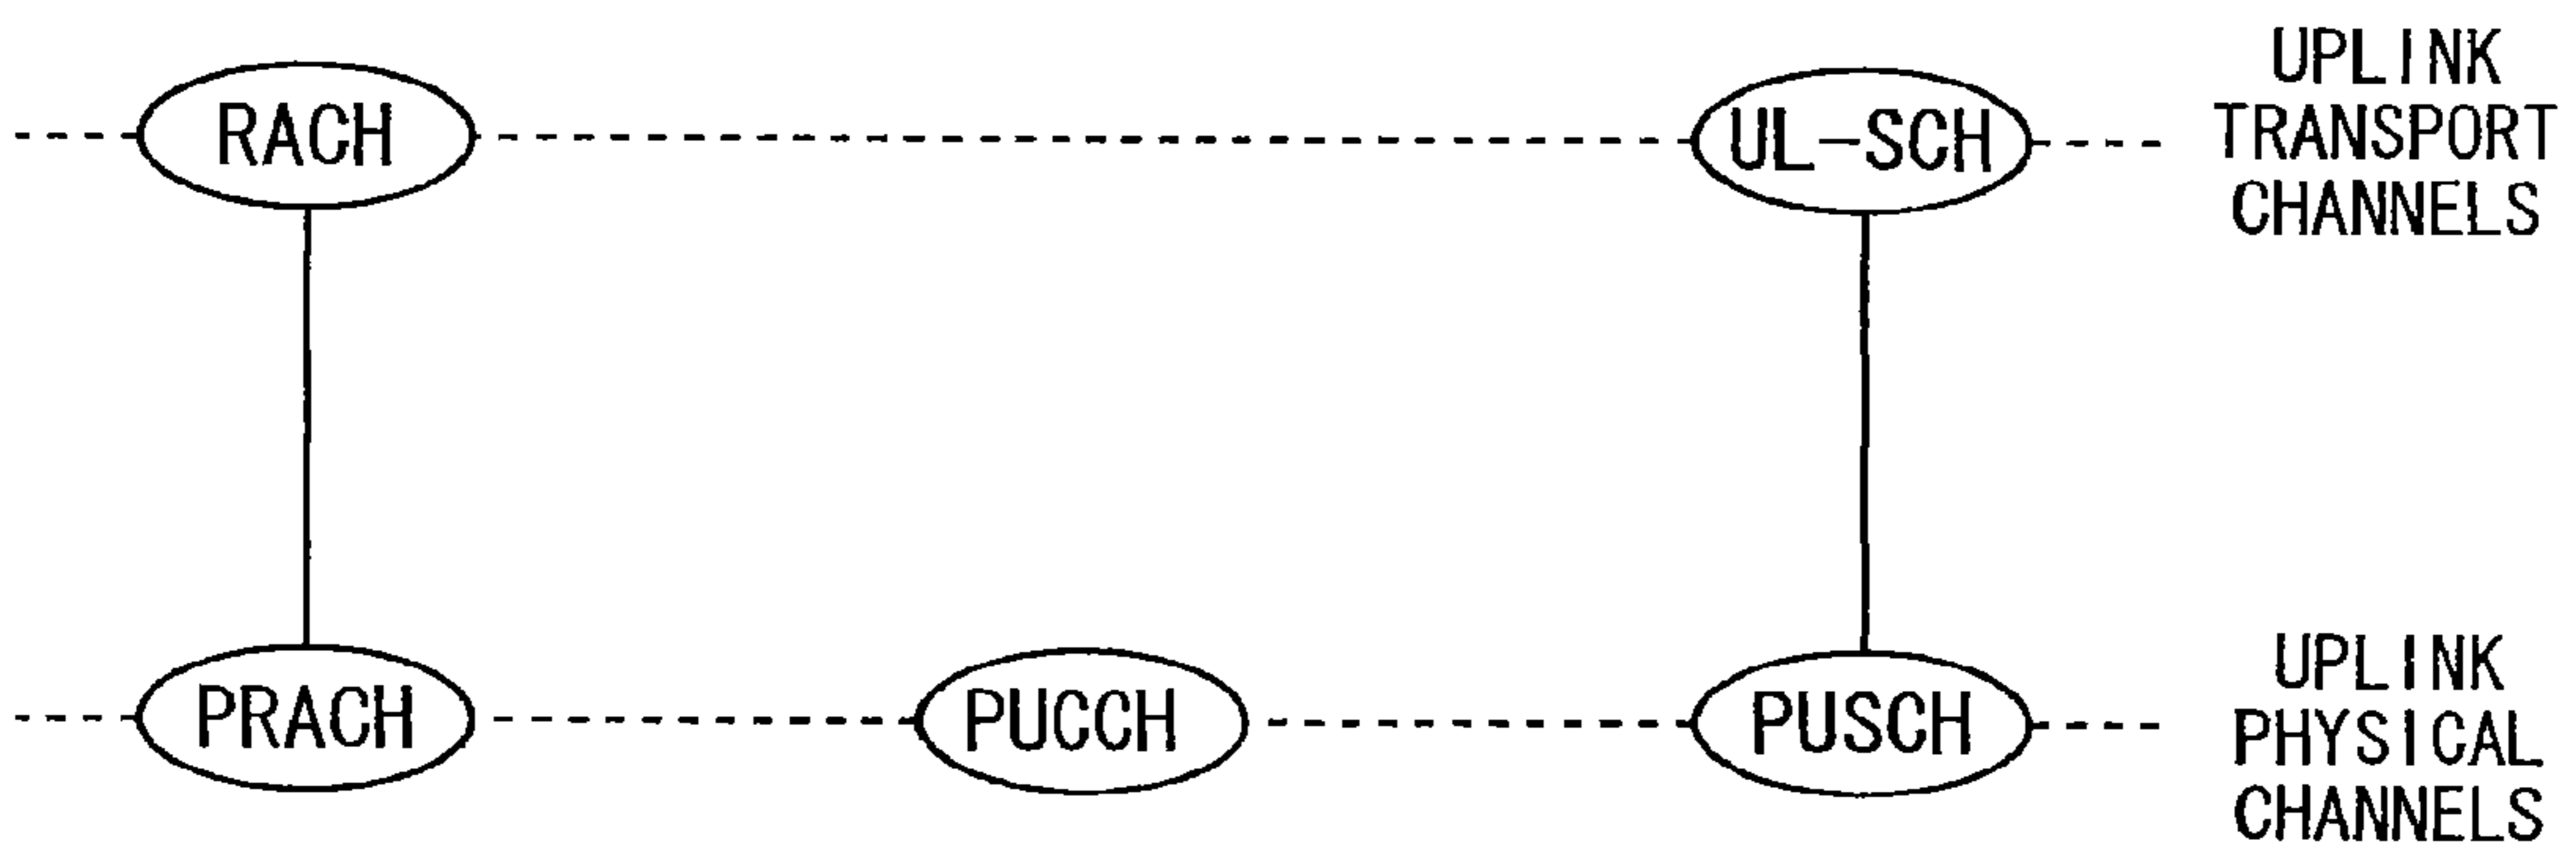 RACH
UL-SCH
UPLINK
TRANSPORT
CHANNELS
PRACH
PUCCH
PUSCH
UPLINK
PHYSICAL
CHANNELS